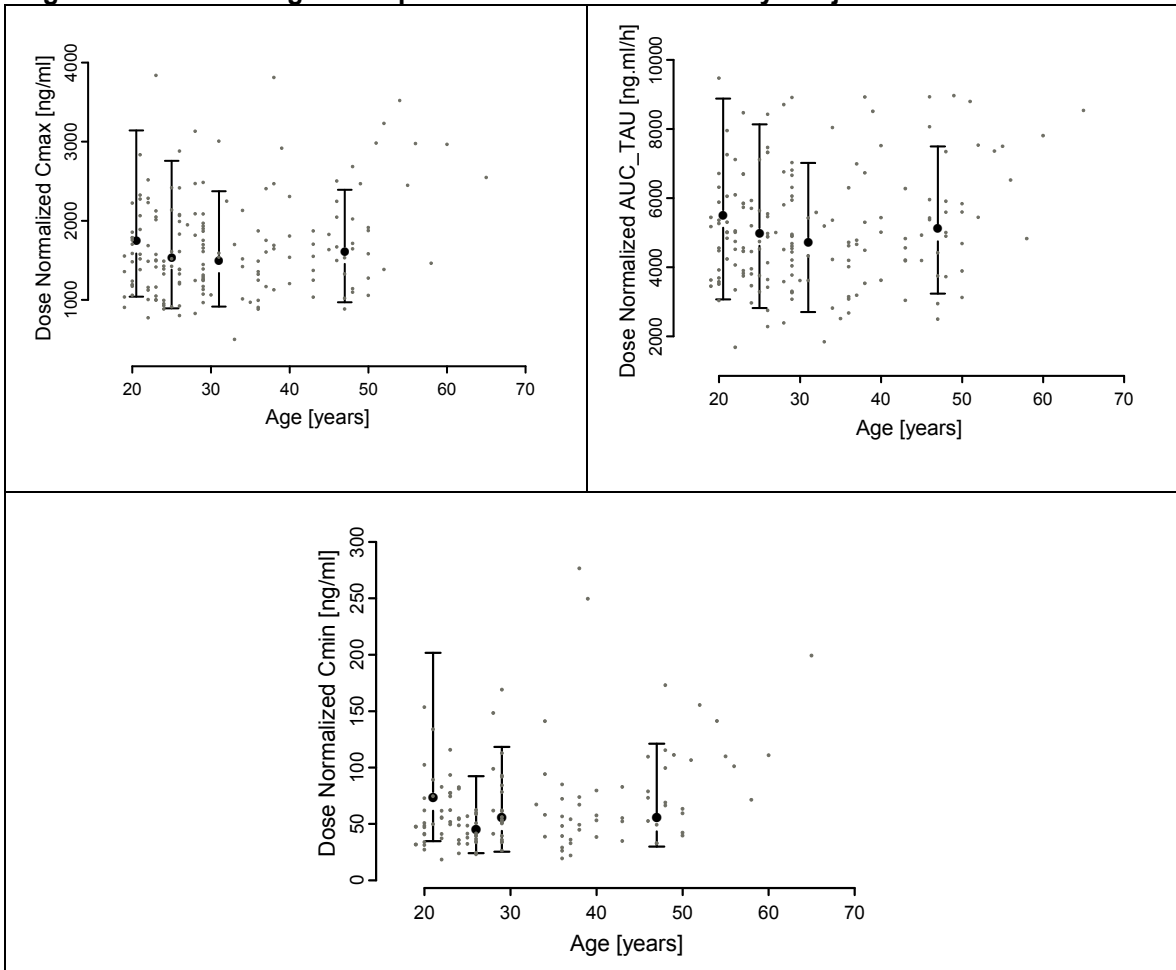 Dose Normalized Cmax [ng/ml]
4000
3000
2000
1000
20 30 40 50 60 70
Age [years]
Dose Normalized AUC_TAU [ng.ml/h]
10000
8000
6000
4000
2000
20 30 40 50 60 70
Age [years]
Dose Normalized Cmin [ng/ml]
300
250
200
150
100
50
0
20 30 40 50 60 70
Age [years]